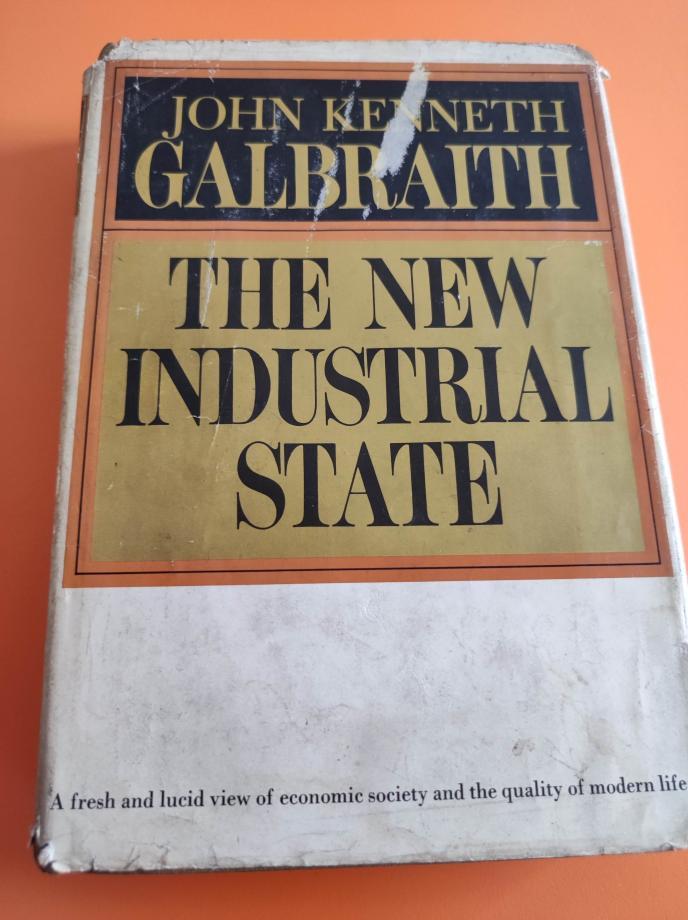 JOHN KENNETH
GALBRAITH
THE NEW
INDUSTRIAL
STATE
A fresh and lucid view of economic society and the quality of modern life